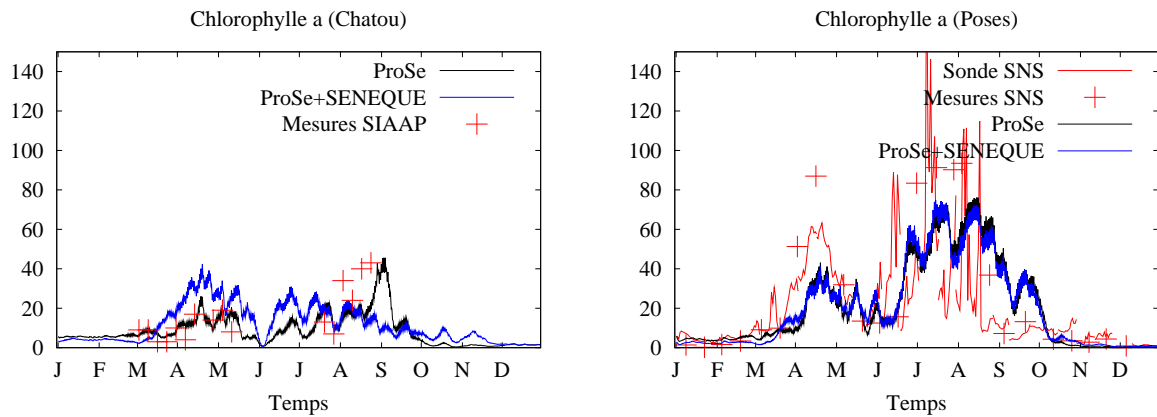 Chlorophylle a (Chatou)
140
120
100
80
60
40
20
0
ProSe
ProSe+SENEQUE
Mesures SIAAP
J F M A M J J A S O N D
Temps
Chlorophylle a (Poses)
140
120
100
80
60
40
20
0
Sonde SNS
Mesures SNS
ProSe
ProSe+SENEQUE
J F M A M J J A S O N D
Temps